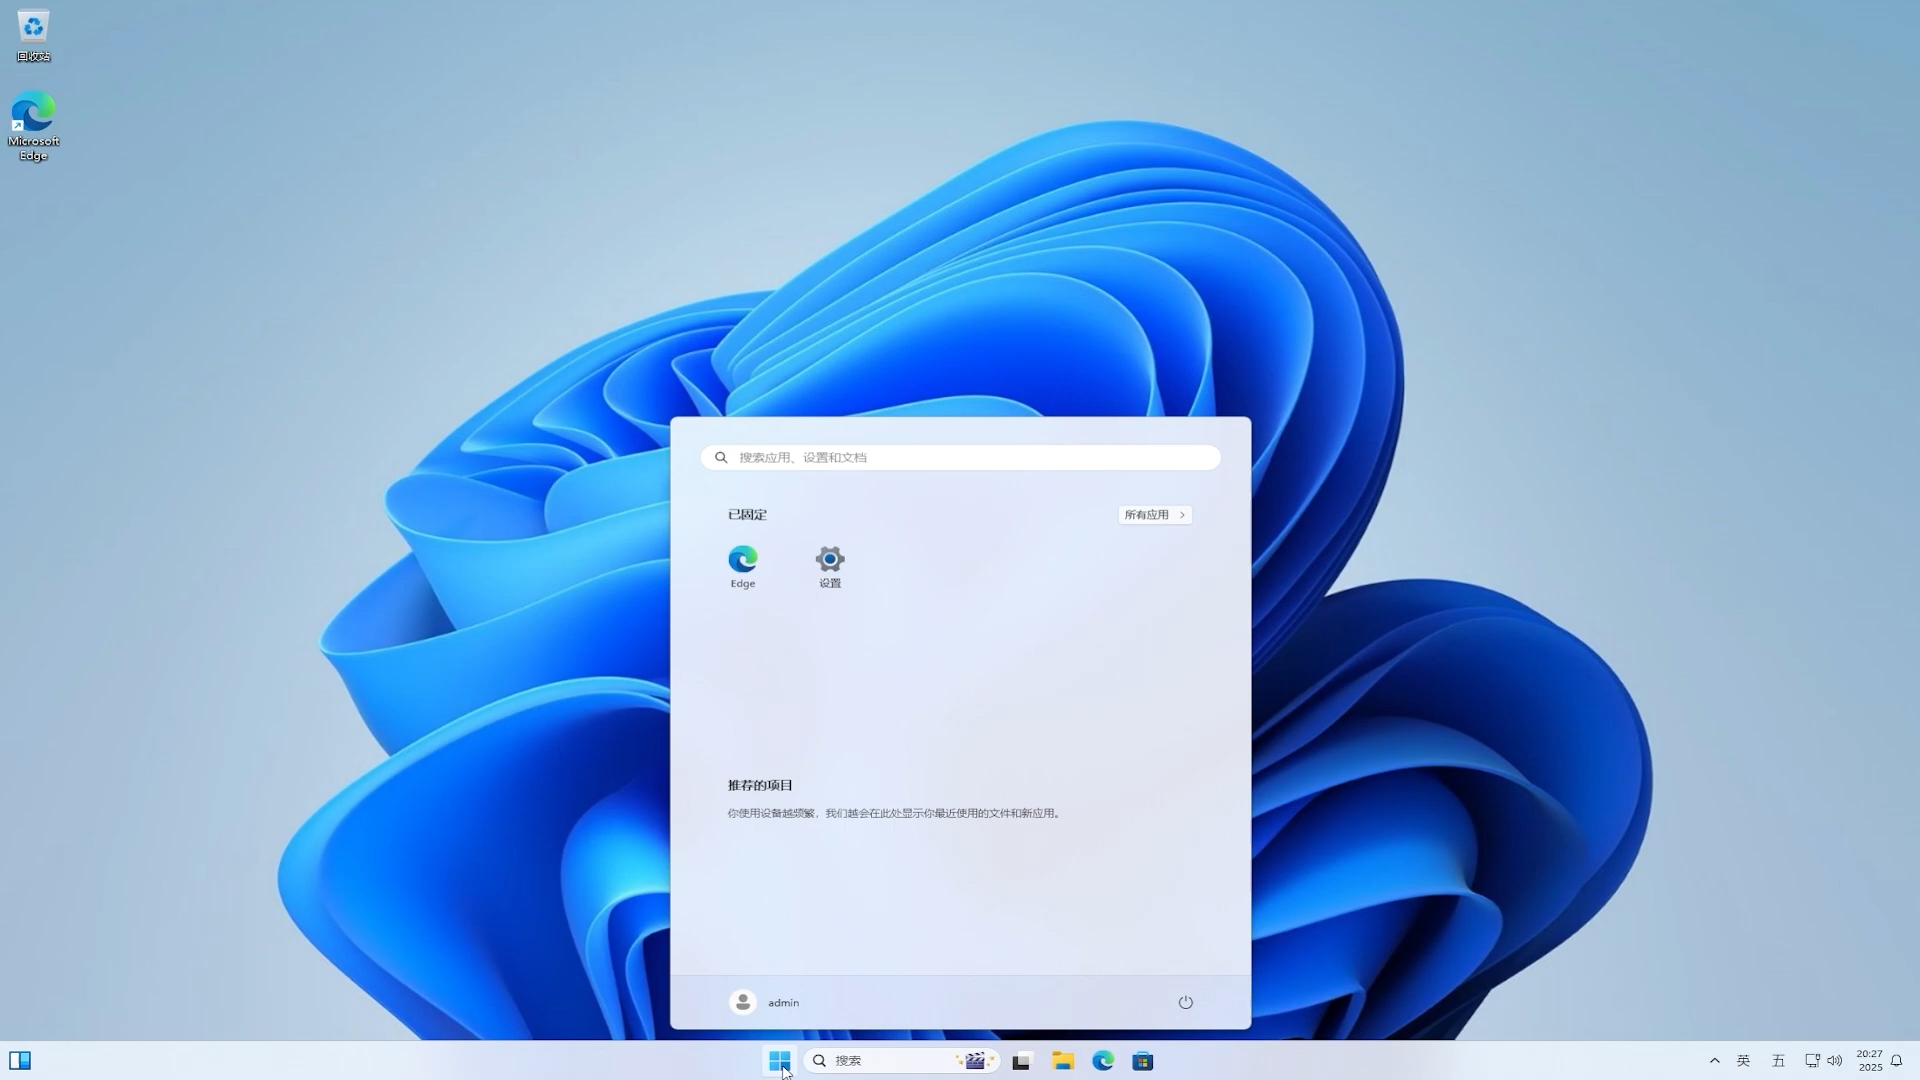 回收站
Microsoft
Edge
搜索应用、设置和文档
已固定
所有应用
Edge
设置
推荐的项目
你使用设备越频繁，我们越会在此处显示你最近使用的文件和新应用。
admin
搜索
英
五
20:27
2025